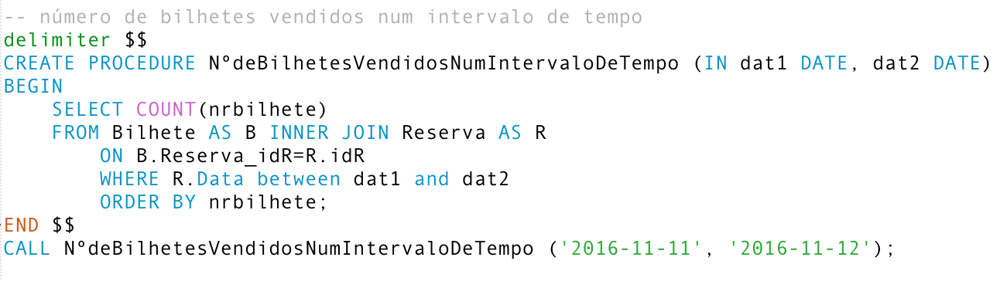 -- número de bilhetes vendidos num intervalo de tempo
delimiter $$
CREATE PROCEDURE NºdeBilhetesVendidosNumIntervaloDeTempo (IN dat1 DATE, dat2 DATE)
BEGIN
    SELECT COUNT(nrbilhete)
    FROM Bilhete AS B INNER JOIN Reserva AS R
        ON B.Reserva_idR=R.idR
        WHERE R.Data between dat1 and dat2
        ORDER BY nrbilhete;
END $$
CALL NºdeBilhetesVendidosNumIntervaloDeTempo ('2016-11-11', '2016-11-12');